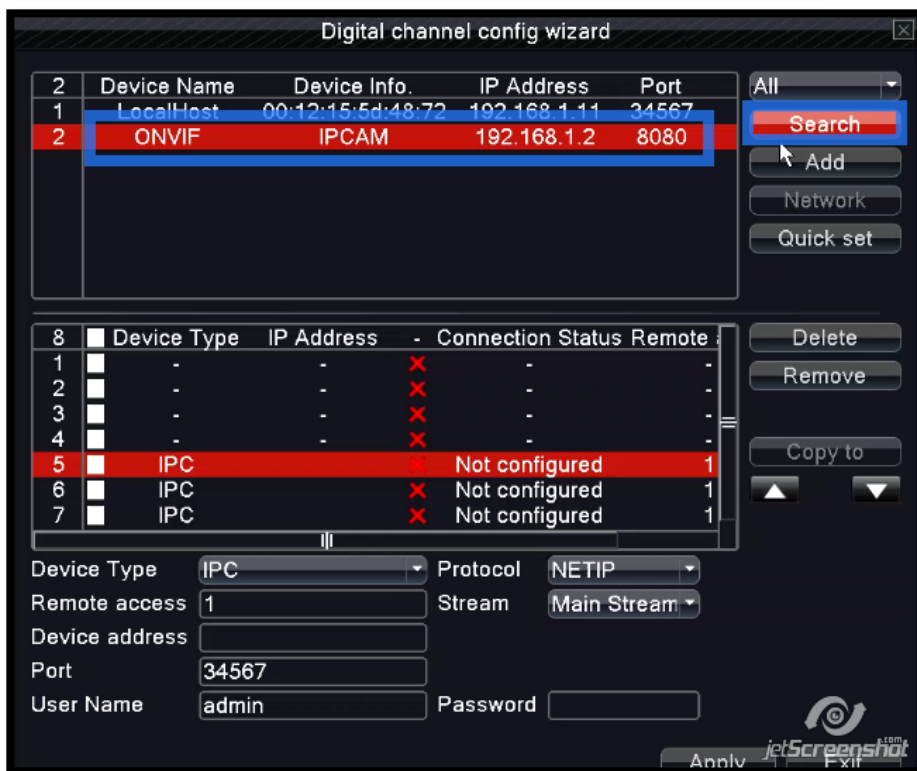 Digital channel config wizard
2 Device Name Device Info. IP Address Port
All
1 LocalHost 00:12:15:5d:48:72 192.168.1.11 34567
Search
2 ONVIF IPCAM 192.168.1.2 8080
Add
Network
Quick set
8 Device Type IP Address - Connection Status Remote
Delete
1 - - -  -
2 - - - -
Remove
3 - - - -
4 - - - -
Copy to
5 IPC Not configured 1
6 IPC Not configured 1
7 IPC Not configured 1
Device Type IPC Protocol NETIP
Remote access 1 Stream Main Stream
Device address
Port 34567
User Name admin Password
jetScreenshot.com
Apply Exit